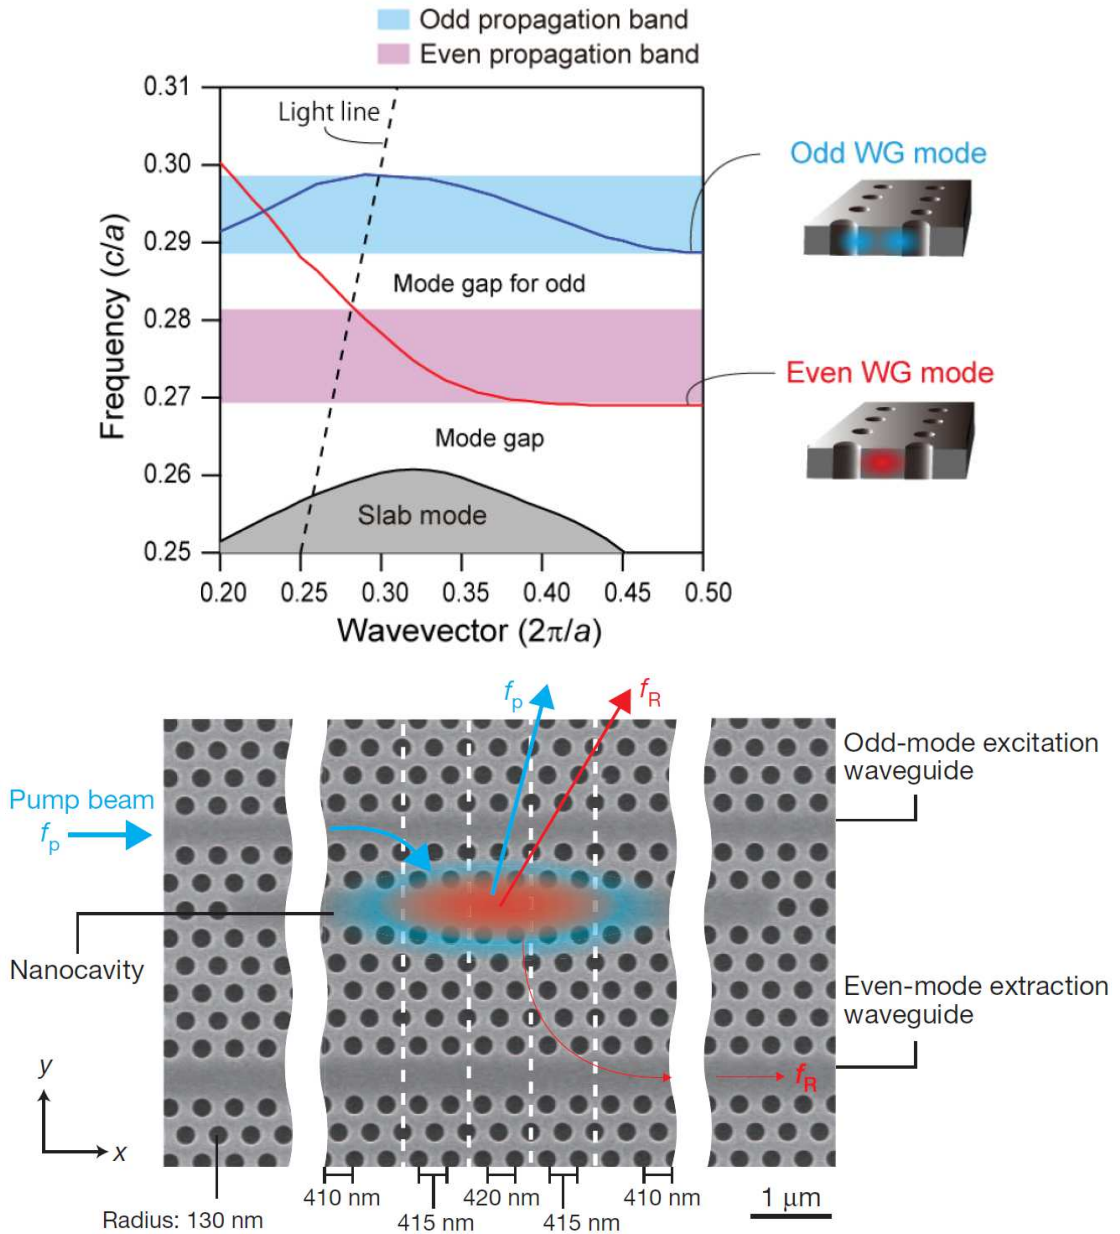 Odd propagation band
Even propagation band
0.31
0.30
0.29
0.28
0.27
0.26
0.25
Frequency (c/a)
Light line
Mode gap for odd
Mode gap
Slab mode
0.20 0.25 0.30 0.35 0.40 0.45 0.50
Wavevector (2π/a)
Odd WG mode
Even WG mode
fp
fR
Pump beam
fp
Odd-mode excitation
waveguide
Nanocavity
Even-mode extraction
waveguide
fR
y
x
410 nm 420 nm 410 nm
415 nm 415 nm
Radius: 130 nm
1 μm